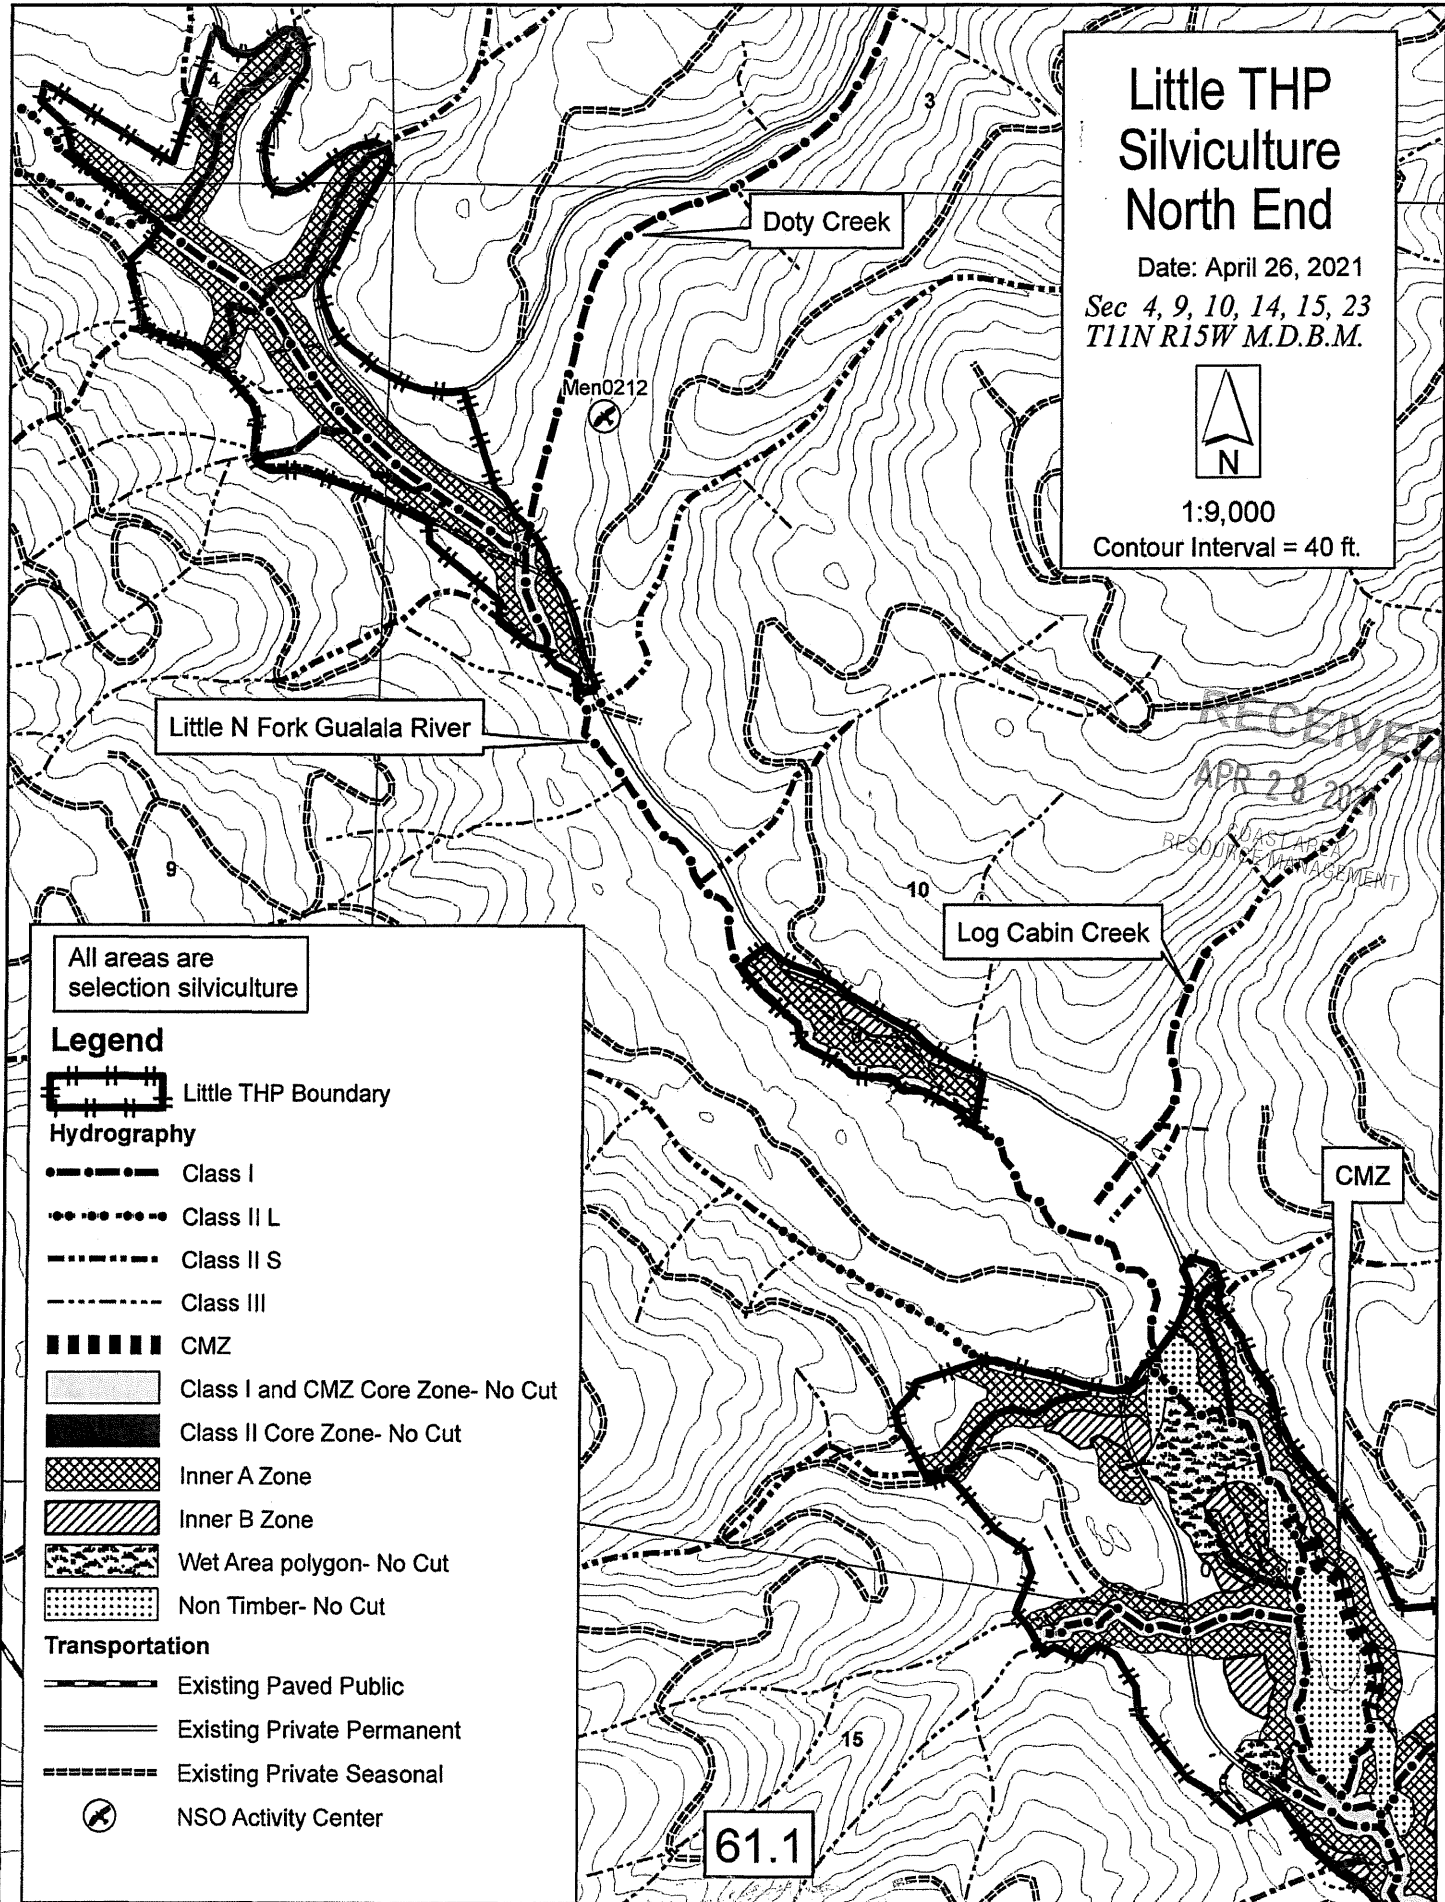 Little THP
Silviculture
North End
Date: April 26, 2021
Sec 4, 9, 10, 14, 15, 23
T11N R15W M.D.B.M.
N
1:9,000
Contour Interval = 40 ft.
4
3
Doty Creek
Men0212
Little N Fork Gualala River
RECEIVED
APR 28 2021
COAST AREA
RESOURCE MANAGEMENT
9
10
Log Cabin Creek
CMZ
All areas are
selection silviculture
Legend
Little THP Boundary
Hydrography
Class I
Class II L
Class II S
Class III
CMZ
Class I and CMZ Core Zone- No Cut
Class II Core Zone- No Cut
Inner A Zone
Inner B Zone
Wet Area polygon- No Cut
Non Timber- No Cut
Transportation
Existing Paved Public
Existing Private Permanent
Existing Private Seasonal
NSO Activity Center
15
61.1